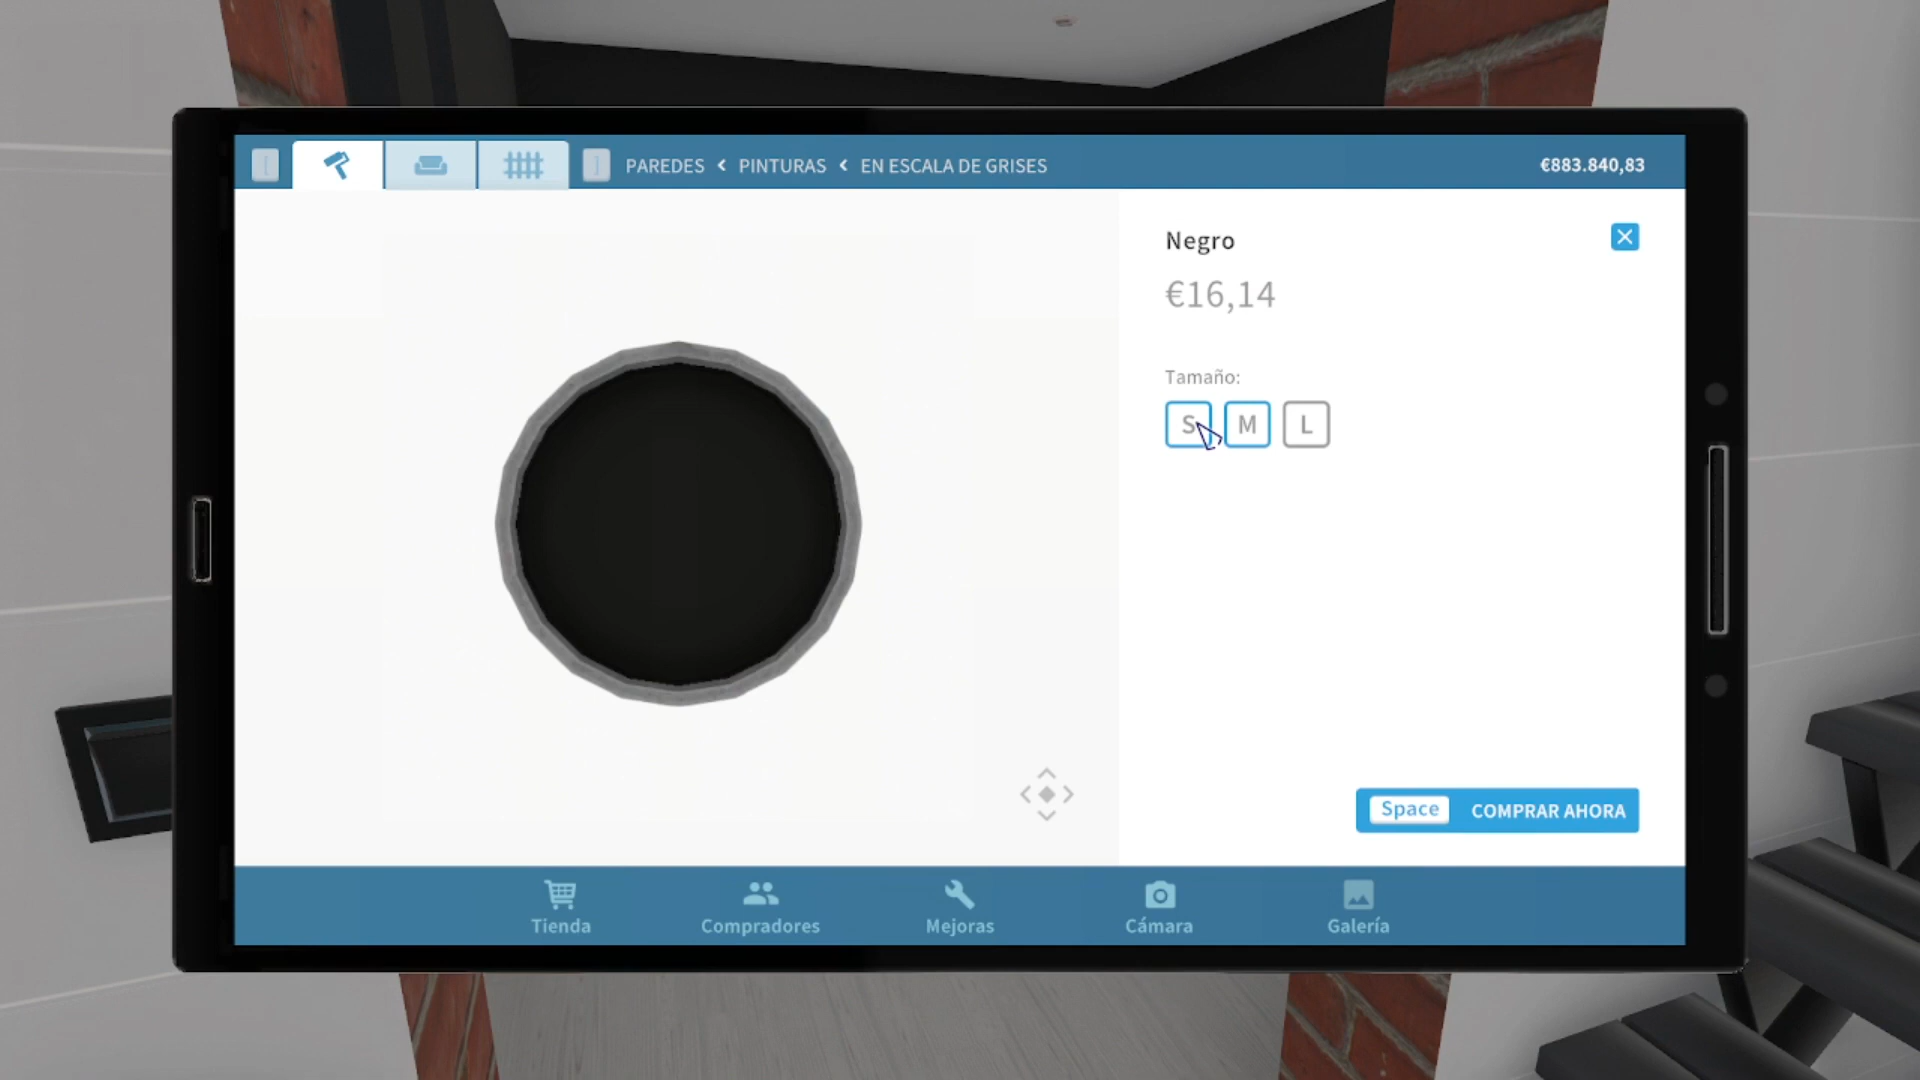 [
]
PAREDES < PINTURAS < EN ESCALA DE GRISES
€883.840,83
Negro
€16,14
Tamaño:
S M L
Space COMPRAR AHORA
Tienda Compradores Mejoras Cámara Galería